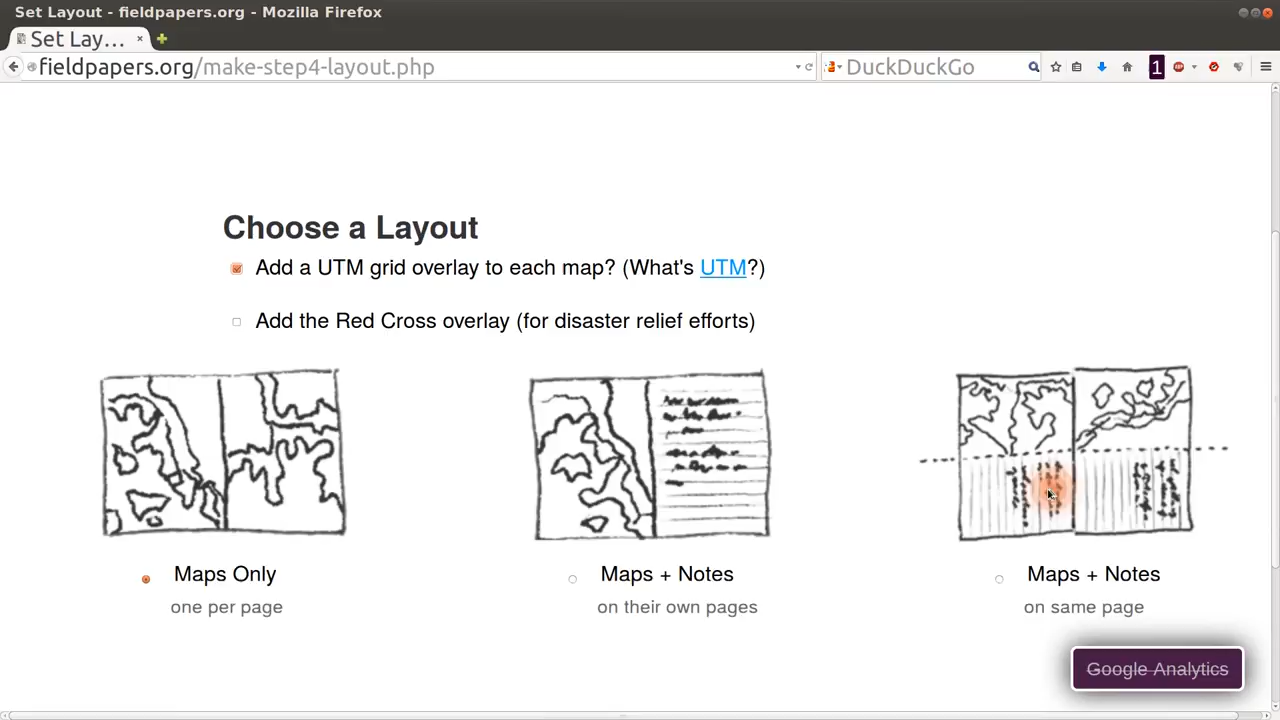 Set Layout - fieldpapers.org - Mozilla Firefox
Set Lay...
fieldpapers.org/make-step4-layout.php
DuckDuckGo
1
Choose a Layout
Add a UTM grid overlay to each map? (What's UTM?)
Add the Red Cross overlay (for disaster relief efforts)
Maps Only
one per page
Maps + Notes
on their own pages
Maps + Notes
on same page
Google Analytics